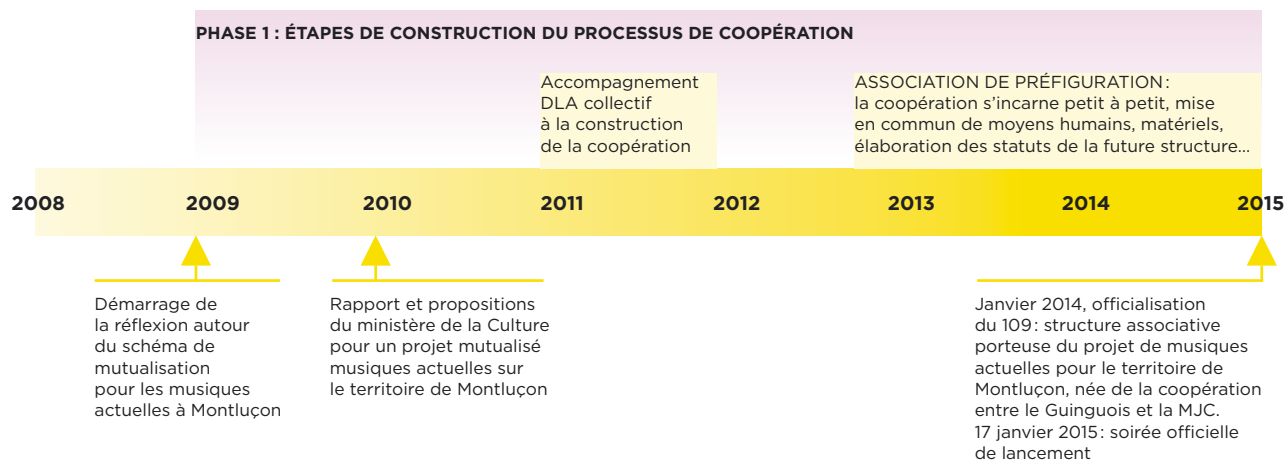 PHASE 1 : ÉTAPES DE CONSTRUCTION DU PROCESSUS DE COOPÉRATION
Accompagnement
DLA collectif
à la construction
de la coopération
ASSOCIATION DE PRÉFIGURATION :
la coopération s’incarne petit à petit, mise
en commun de moyens humains, matériels,
élaboration des statuts de la future structure...
2008 2009 2010 2011 2012 2013 2014 2015
Démarrage de
la réflexion autour
du schéma de
mutualisation
pour les musiques
actuelles à Montluçon
Rapport et propositions
du ministère de la Culture
pour un projet mutualisé
musiques actuelles sur
le territoire de Montluçon
Janvier 2014, officialisation
du 109 : structure associative
porteuse du projet de musiques
actuelles pour le territoire de
Montluçon, née de la coopération
entre le Guinguois et la MJC.
17 janvier 2015 : soirée officielle
de lancement